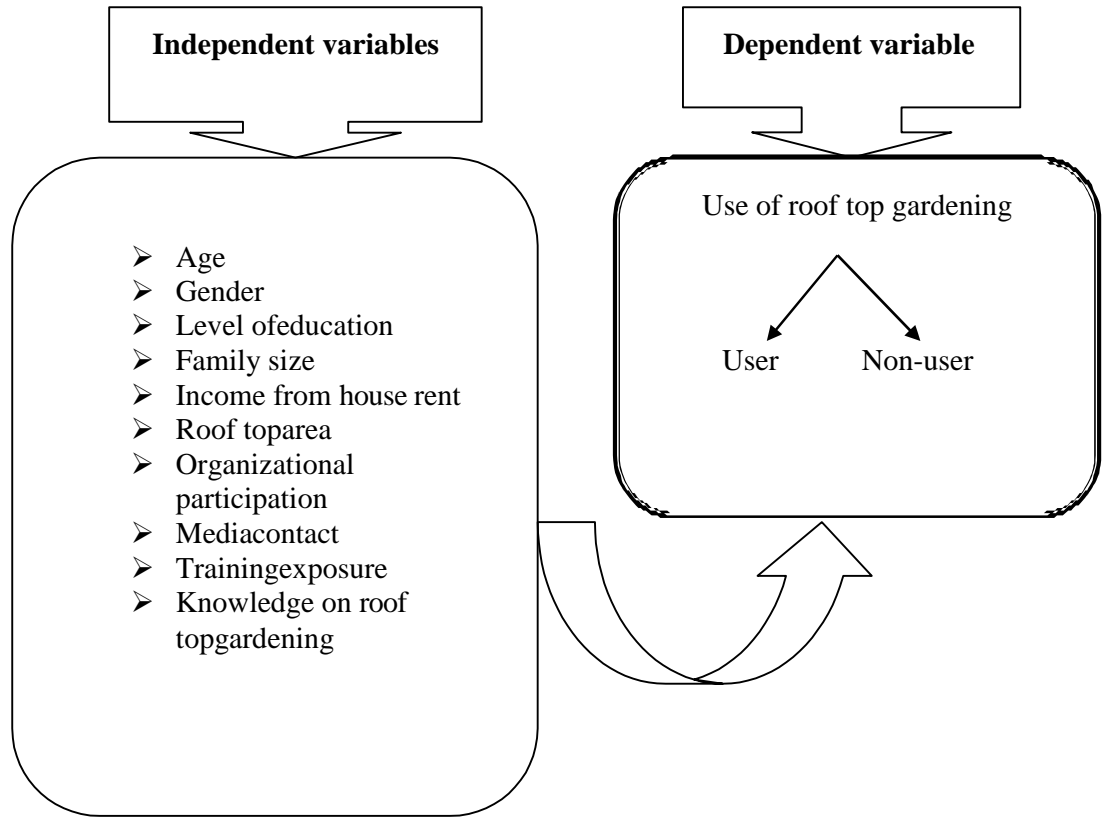 Independent variables
Dependent variable
Use of roof top gardening
User Non-user
Age
Gender
Level ofeducation
Family size
Income from house rent
Roof toparea
Organizational
participation
Mediacontact
Trainingexposure
Knowledge on roof
topgardening